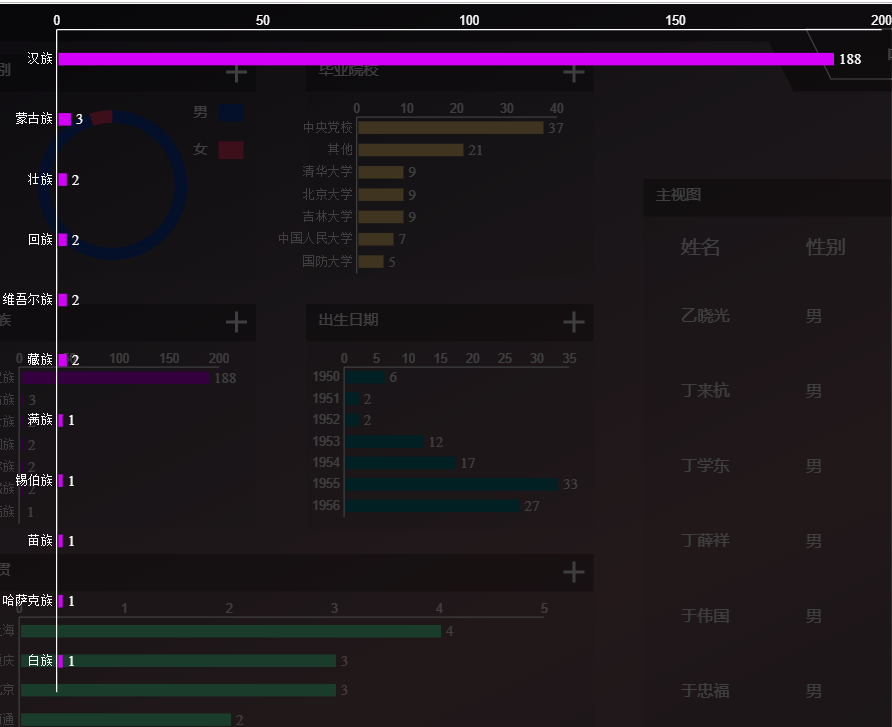 0 50 100 150 200
汉族 188
蒙古族 3
壮族 2
回族 2
维吾尔族 2
藏族 2
满族 1
锡伯族 1
苗族 1
哈萨克族 1
白族 1
别
男
女
毕业院校
0 10 20 30 40
中央党校 37
其他 21
清华大学 9
北京大学 9
吉林大学 9
中国人民大学 7
国防大学 5
主视图
姓名 性别
乙晓光 男
丁来杭 男
丁学东 男
丁薛祥 男
于伟国 男
于忠福 男
族
0 50 100 150 200
188
3
2
2
2
1
出生日期
0 5 10 15 20 25 30 35
1950 6
1951 2
1952 2
1953 12
1954 17
1955 33
1956 27
贯
0 1 2 3 4 5
海 4
庆 3
京 3
通 2